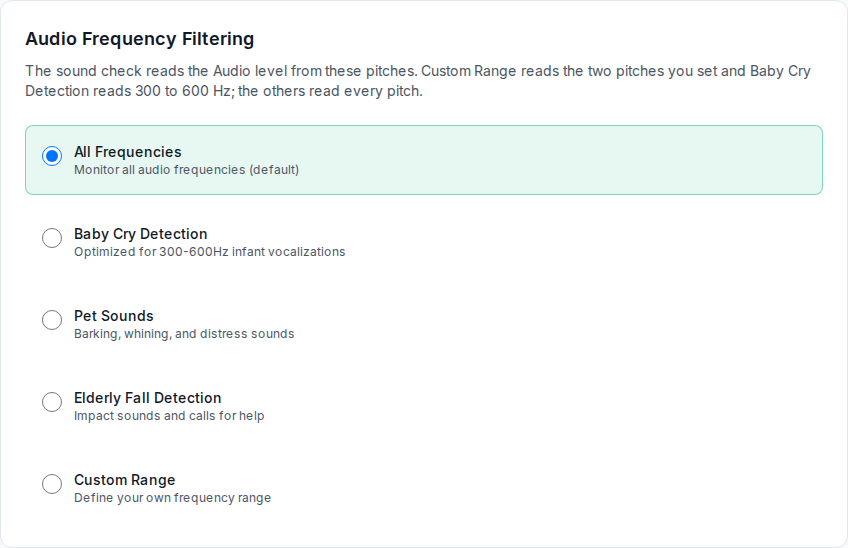 Audio Frequency Filtering
The sound check reads the Audio level from these pitches. Custom Range reads the two pitches you set and Baby Cry
Detection reads 300 to 600 Hz; the others read every pitch.
All Frequencies
Monitor all audio frequencies (default)
Baby Cry Detection
Optimized for 300-600Hz infant vocalizations
Pet Sounds
Barking, whining, and distress sounds
Elderly Fall Detection
Impact sounds and calls for help
Custom Range
Define your own frequency range